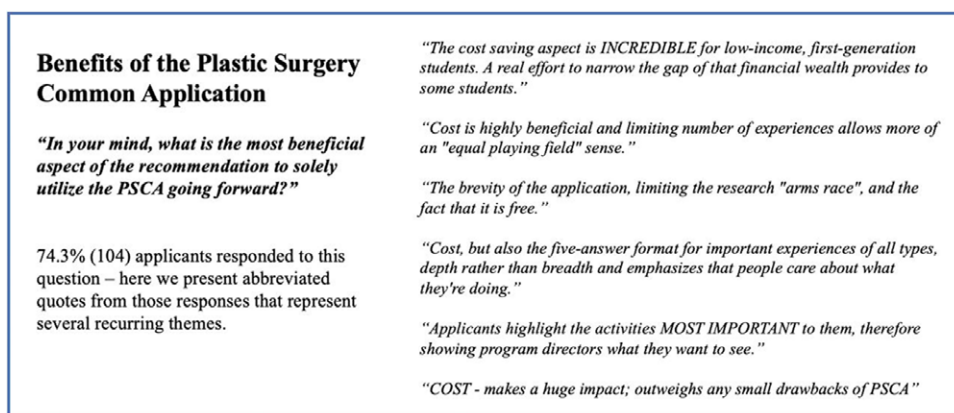 Benefits of the Plastic Surgery
Common Application
“In your mind, what is the most beneficial
aspect of the recommendation to solely
utilize the PSCA going forward?”
74.3% (104) applicants responded to this
question – here we present abbreviated
quotes from those responses that represent
several recurring themes.
“The cost saving aspect is INCREDIBLE for low-income, first-generation
students. A real effort to narrow the gap of that financial wealth provides to
some students.”
“Cost is highly beneficial and limiting number of experiences allows more of
an "equal playing field" sense.”
“The brevity of the application, limiting the research "arms race", and the
fact that it is free.”
“Cost, but also the five-answer format for important experiences of all types,
depth rather than breadth and emphasizes that people care about what
they're doing.”
“Applicants highlight the activities MOST IMPORTANT to them, therefore
showing program directors what they want to see.”
“COST - makes a huge impact; outweighs any small drawbacks of PSCA”